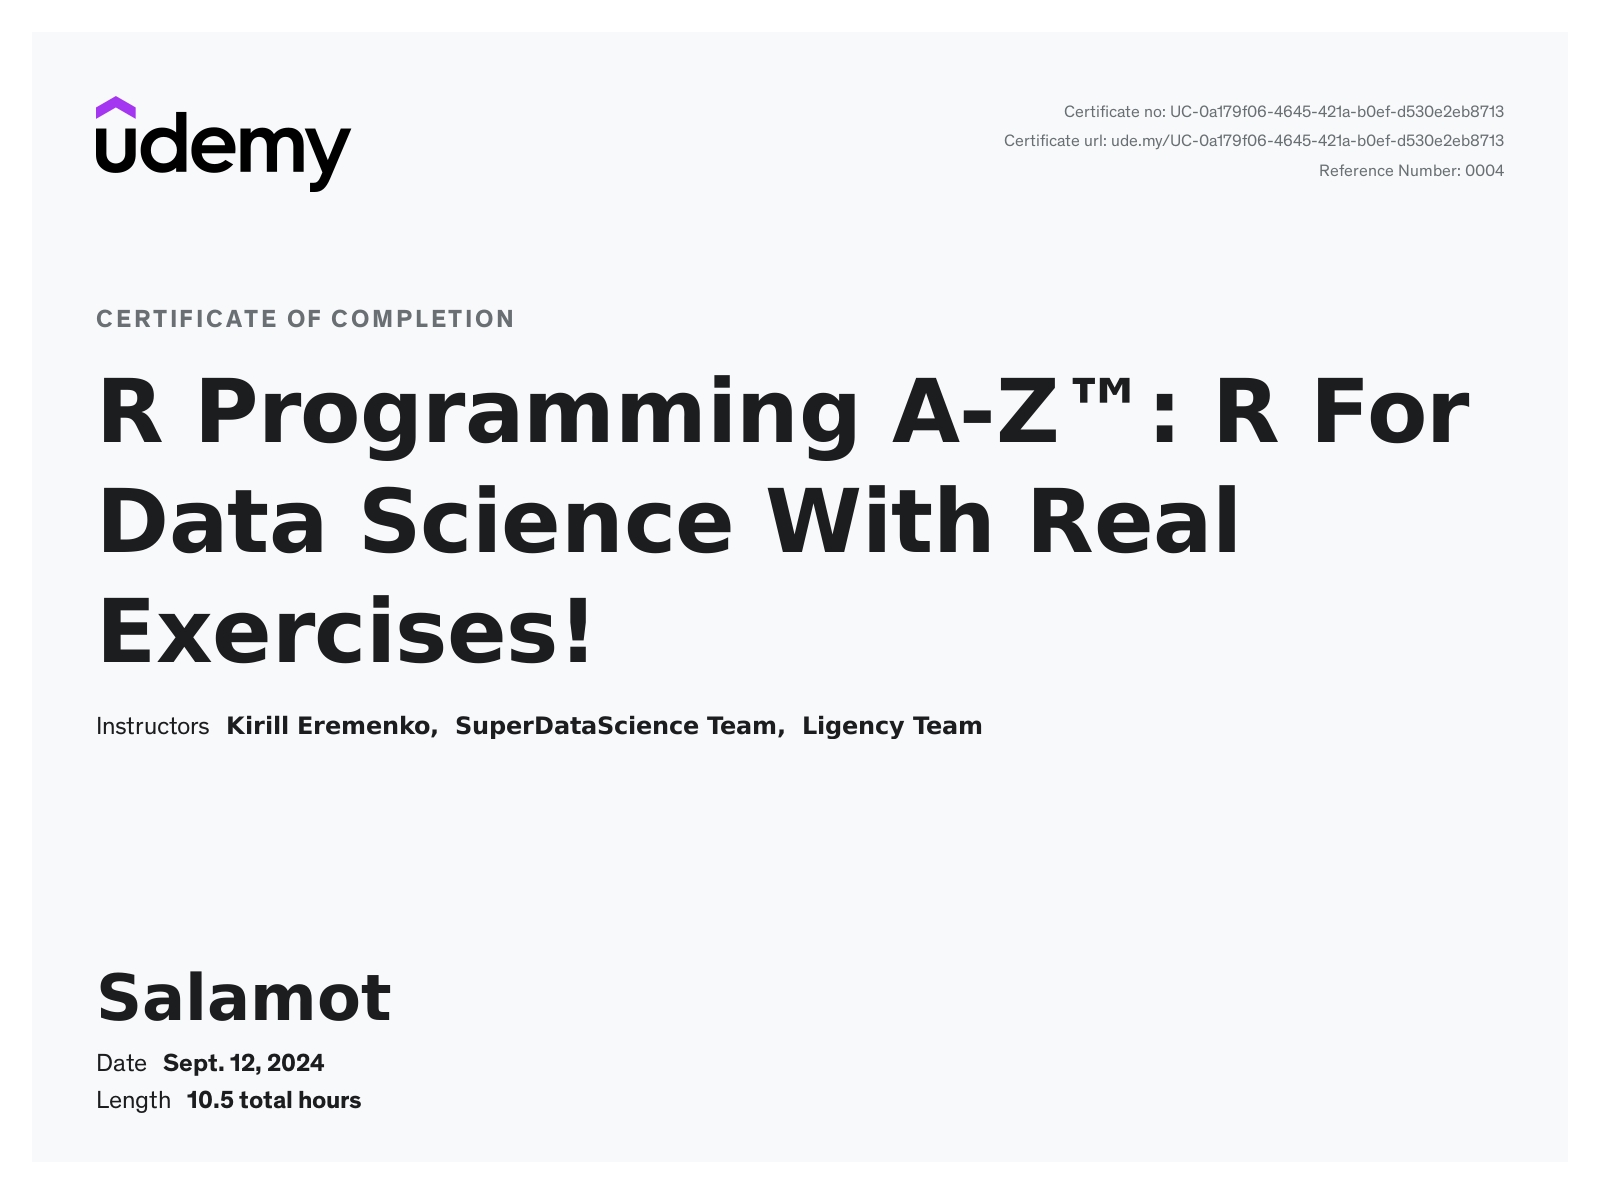 udemy
Certificate no: UC-0a179f06-4645-421a-b0ef-d530e2eb8713
Certificate url: ude.my/UC-0a179f06-4645-421a-b0ef-d530e2eb8713
Reference Number: 0004
CERTIFICATE OF COMPLETION
R Programming A-Z™: R For
Data Science With Real
Exercises!
Instructors Kirill Eremenko, SuperDataScience Team, Ligency Team
Salamot
Date Sept. 12, 2024
Length 10.5 total hours